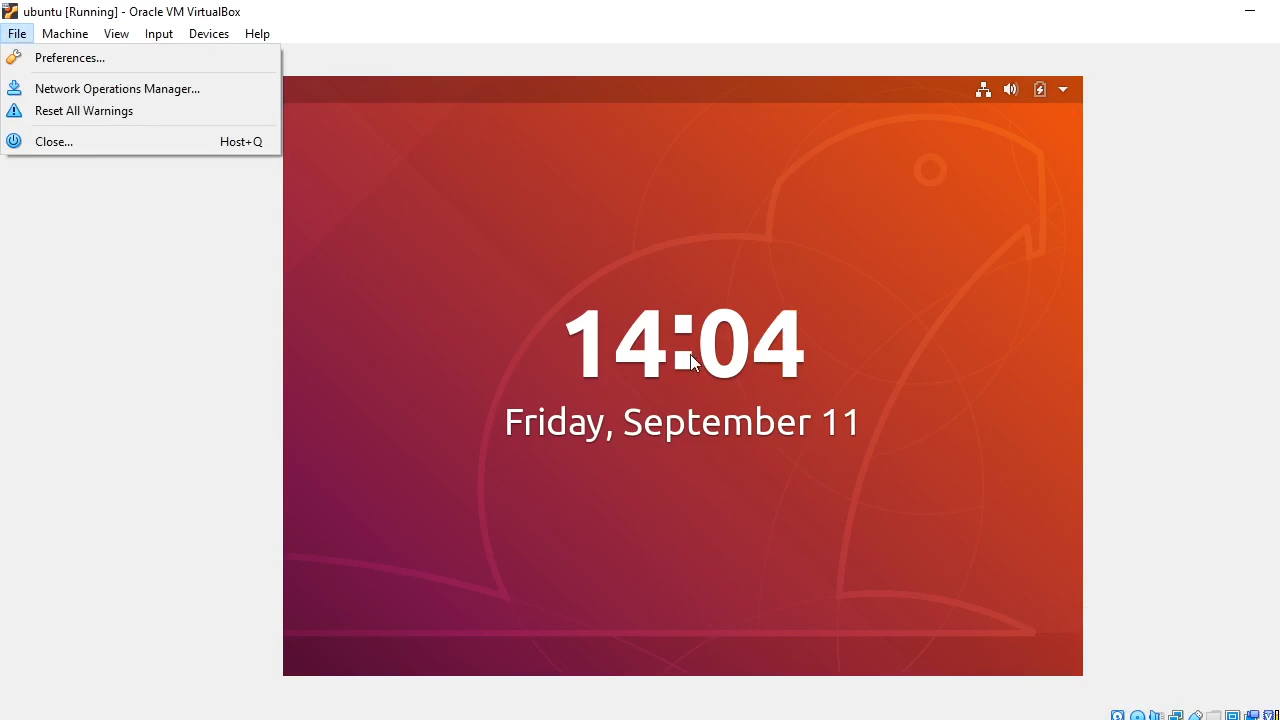 ubuntu [Running] - Oracle VM VirtualBox
File Machine View Input Devices Help
Preferences...
Network Operations Manager...
Reset All Warnings
Close... Host+Q
14:04
Friday, September 11